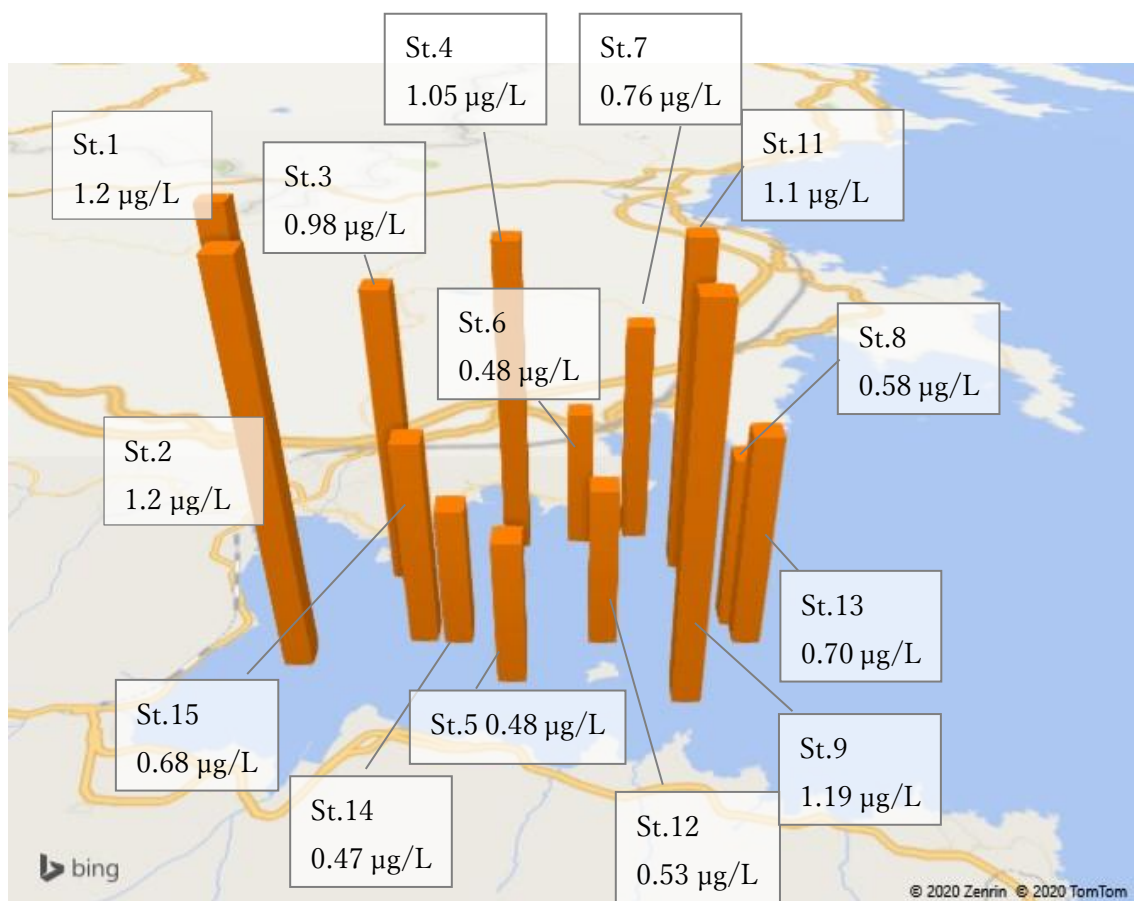 St.4
1.05 µg/L
St.7
0.76 µg/L
St.1
1.2 µg/L
St.3
0.98 µg/L
St.11
1.1 µg/L
St.6
0.48 µg/L
St.8
0.58 µg/L
St.2
1.2 µg/L
St.13
0.70 µg/L
St.15
0.68 µg/L
St.5 0.48 µg/L
St.9
1.19 µg/L
St.14
0.47 µg/L
St.12
0.53 µg/L
bing
© 2020 Zenrin © 2020 TomTom